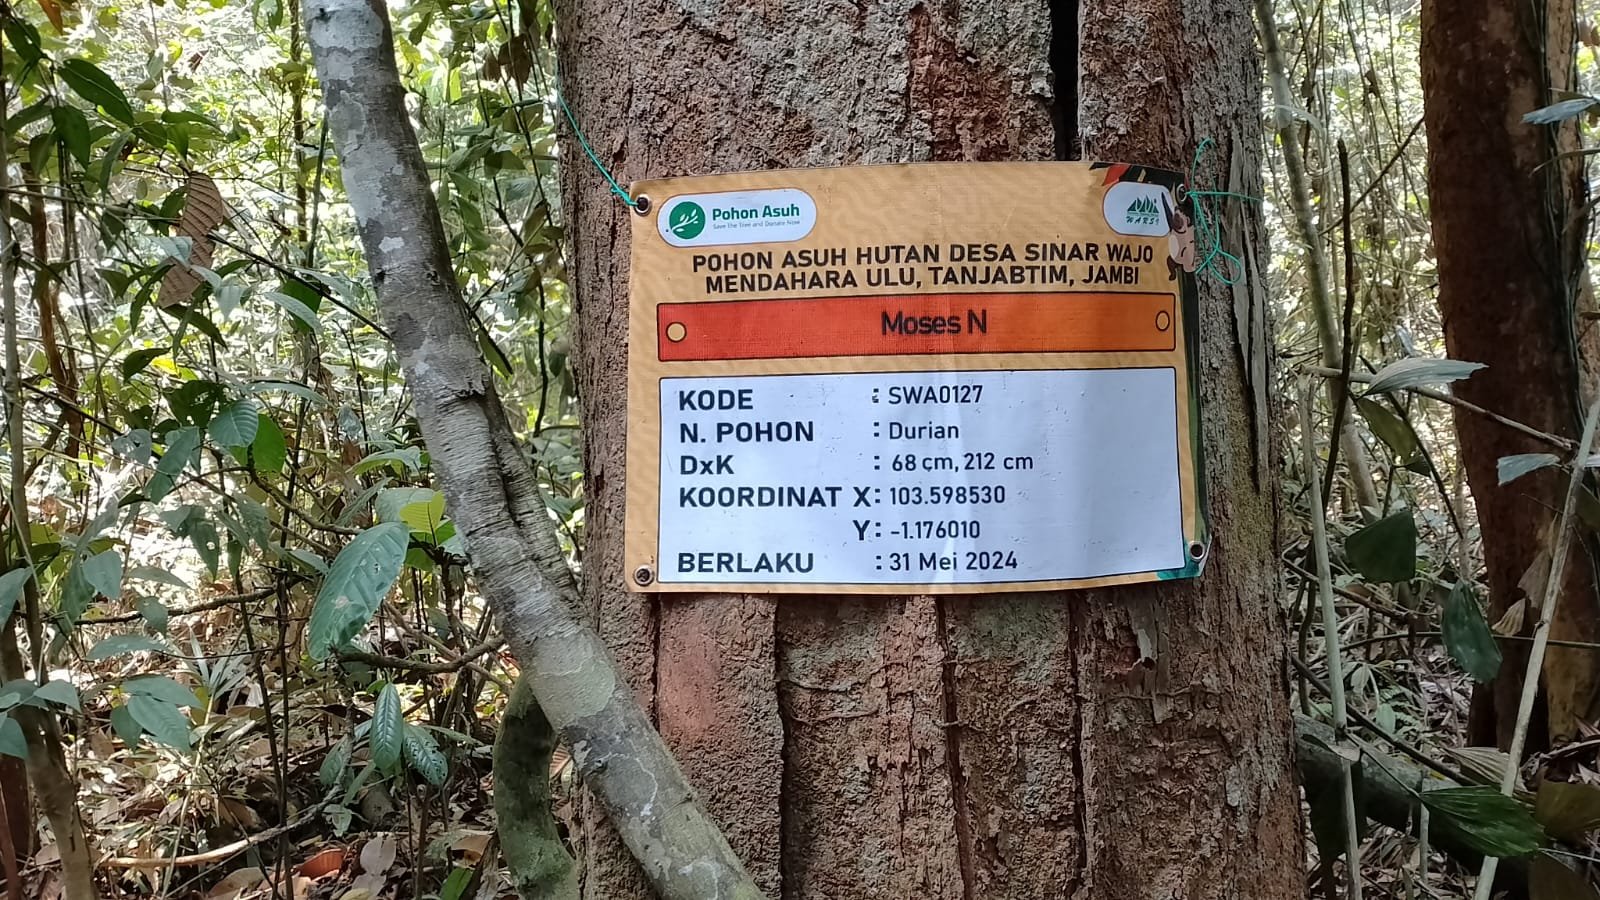 Pohon Asuh
Save the Tree and Donate Now
WARSI
POHON ASUH HUTAN DESA SINAR WAJO
MENDAHARA ULU, TANJABTIM, JAMBI
Moses N
KODE : SWA0127
N. POHON : Durian
DxK : 68 cm, 212 cm
KOORDINAT X: 103.598530
Y: -1.176010
BERLAKU : 31 Mei 2024